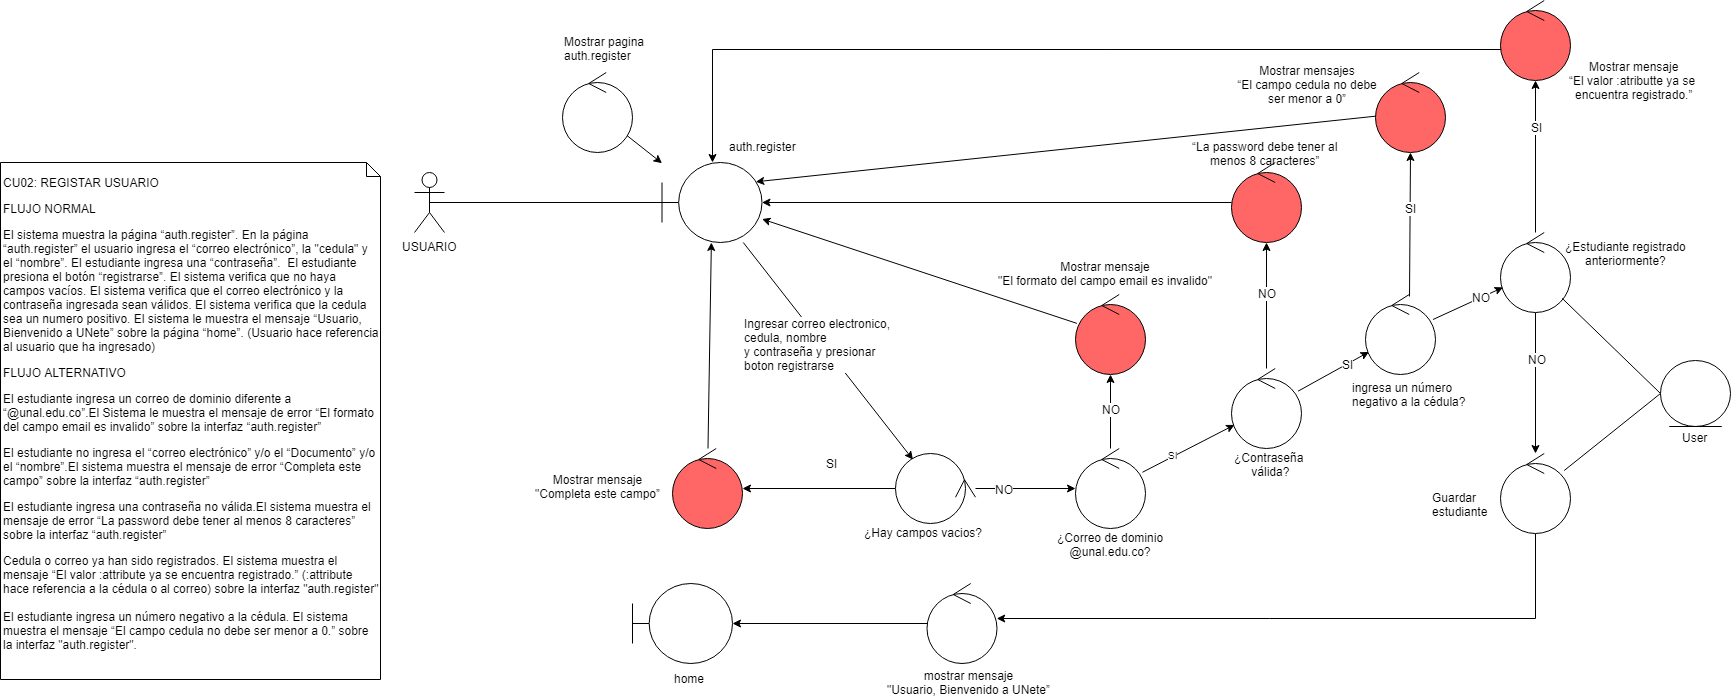 CU02: REGISTAR USUARIO
FLUJO NORMAL
El sistema muestra la página “auth.register”. En la página
“auth.register” el usuario ingresa el “correo electrónico”, la "cedula" y
el “nombre”. El estudiante ingresa una “contraseña”.  El estudiante
presiona el botón “registrarse”. El sistema verifica que no haya
campos vacíos. El sistema verifica que el correo electrónico y la
contraseña ingresada sean válidos. El sistema verifica que la cedula
sea un numero positivo. El sistema le muestra el mensaje “Usuario,
Bienvenido a UNete” sobre la página “home”. (Usuario hace referencia
al usuario que ha ingresado)
FLUJO ALTERNATIVO
El estudiante ingresa un correo de dominio diferente a
“@unal.edu.co”.El Sistema le muestra el mensaje de error “El formato
del campo email es invalido” sobre la interfaz “auth.register”
El estudiante no ingresa el “correo electrónico” y/o el “Documento” y/o
el “nombre”.El sistema muestra el mensaje de error “Completa este
campo” sobre la interfaz “auth.register”
El estudiante ingresa una contraseña no válida.El sistema muestra el
mensaje de error “La password debe tener al menos 8 caracteres”
sobre la interfaz “auth.register”
Cedula o correo ya han sido registrados. El sistema muestra el
mensaje “El valor :attribute ya se encuentra registrado.” (:attribute
hace referencia a la cédula o al correo) sobre la interfaz "auth.register"
El estudiante ingresa un número negativo a la cédula. El sistema
muestra el mensaje “El campo cedula no debe ser menor a 0.” sobre
la interfaz "auth.register".
USUARIO
Mostrar pagina
auth.register
auth.register
Mostrar mensaje
“El valor :atributte ya se
encuentra registrado.”
Mostrar mensajes
“El campo cedula no debe
ser menor a 0”
“La password debe tener al
menos 8 caracteres”
Mostrar mensaje
"El formato del campo email es invalido"
Ingresar correo electronico,
cedula, nombre
y contraseña y presionar
boton registrarse
SI
SI
NO
NO
¿Estudiante registrado
anteriormente?
NO
SI
ingresa un número
negativo a la cédula?
NO
User
NO
SI
¿Contraseña
válida?
SI
Mostrar mensaje
"Completa este campo”
NO
¿Hay campos vacios?
¿Correo de dominio
@unal.edu.co?
Guardar
estudiante
home
mostrar mensaje
"Usuario, Bienvenido a UNete”